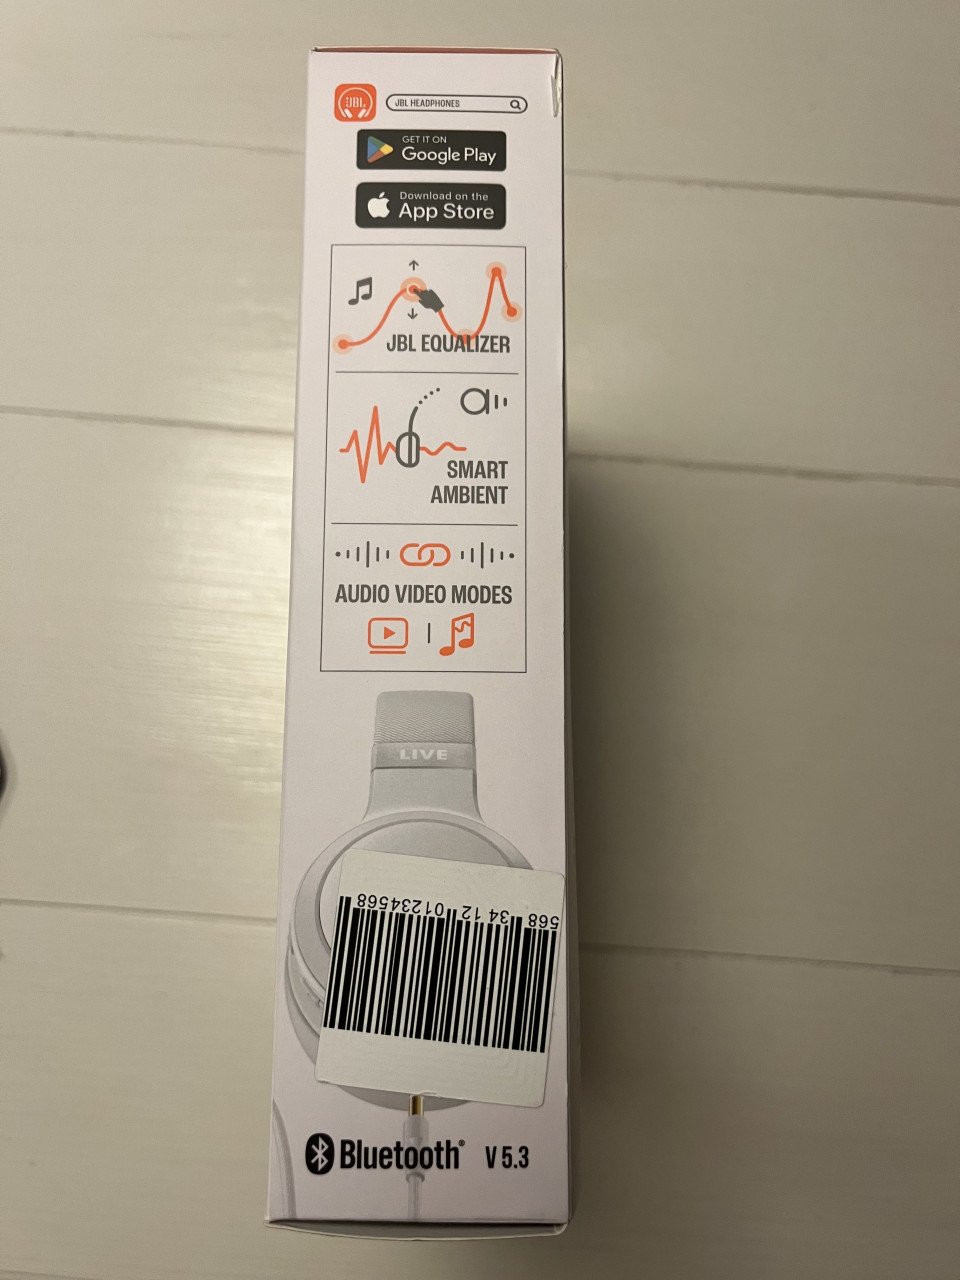 JBL
JBL HEADPHONES
GET IT ON
Google Play
Download on the
App Store
JBL EQUALIZER
SMART
AMBIENT
AUDIO VIDEO MODES
LIVE
568 34 12 01234568
Bluetooth® V 5.3